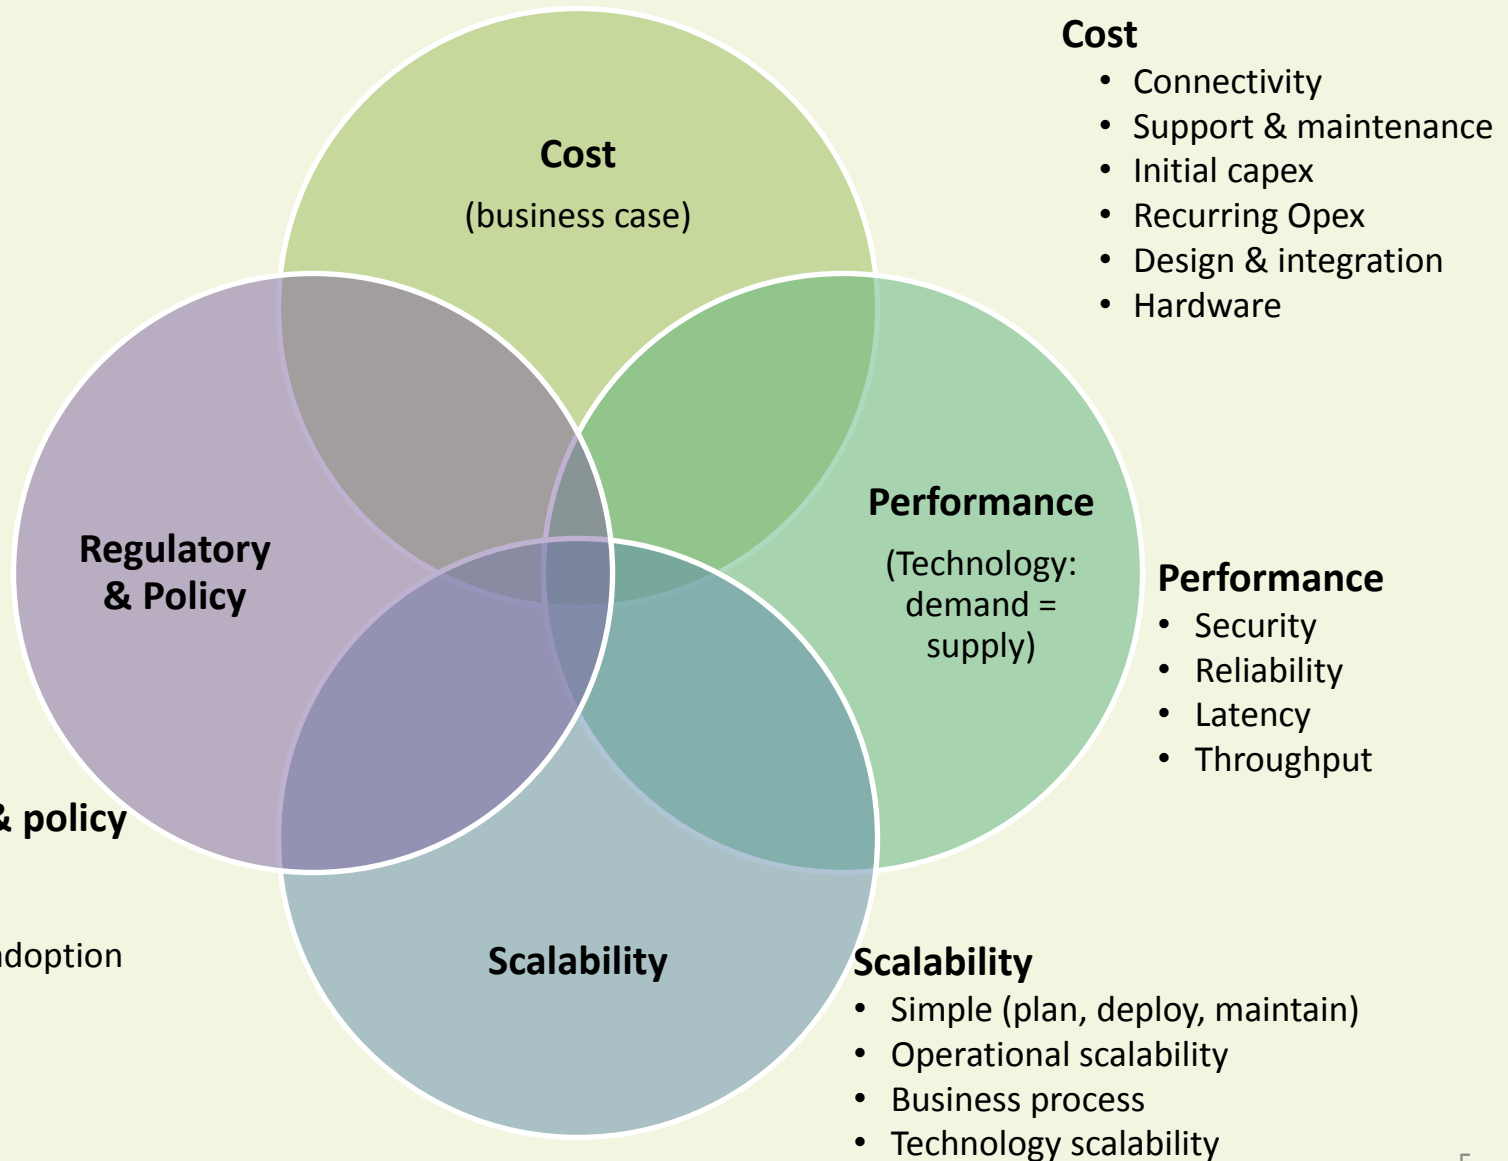 Cost
• Connectivity
• Support & maintenance
• Initial capex
• Recurring Opex
• Design & integration
• Hardware
Cost
(business case)
Performance
(Technology:
demand =
supply)
Regulatory
& Policy
Performance
• Security
• Reliability
• Latency
• Throughput
& policy
Scalability
Scalability
• Simple (plan, deploy, maintain)
• Operational scalability
• Business process
• Technology scalability